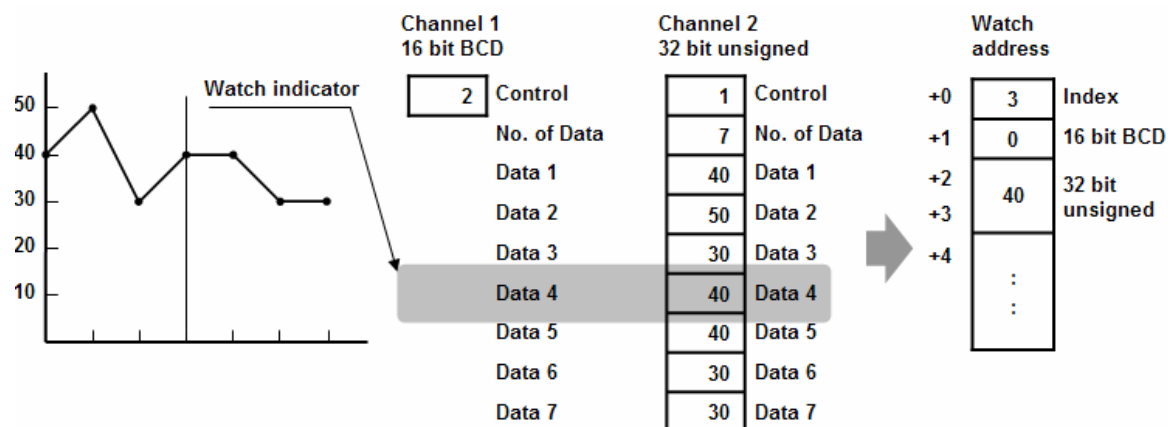 Channel 1
16 bit BCD
Channel 2
32 bit unsigned
Watch
address
50
40
30
20
10
Watch indicator
2 Control
No. of Data
Data 1
Data 2
Data 3
Data 4
Data 5
Data 6
Data 7
1 Control
7 No. of Data
40 Data 1
50 Data 2
30 Data 3
40 Data 4
40 Data 5
30 Data 6
30 Data 7
+0 3 Index
+1 0 16 bit BCD
+2
+3
40
32 bit
unsigned
+4
:
: